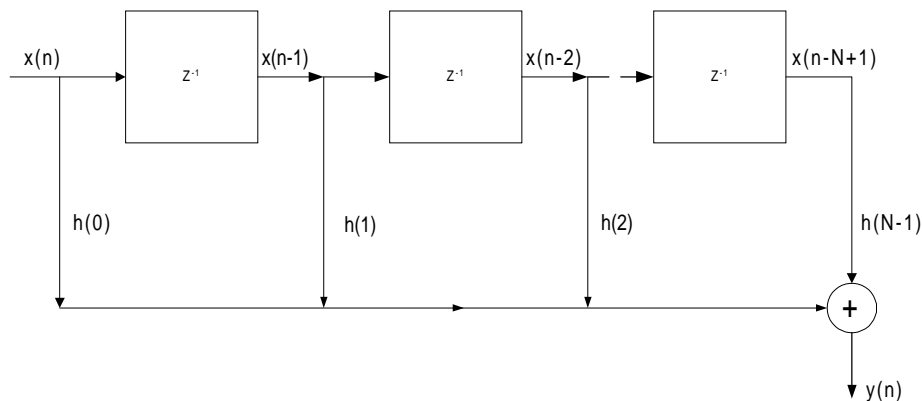 x(n)
z-1
x(n-1)
z-1
x(n-2)
z-1
x(n-N+1)
h(0)
h(1)
h(2)
h(N-1)
+
y(n)